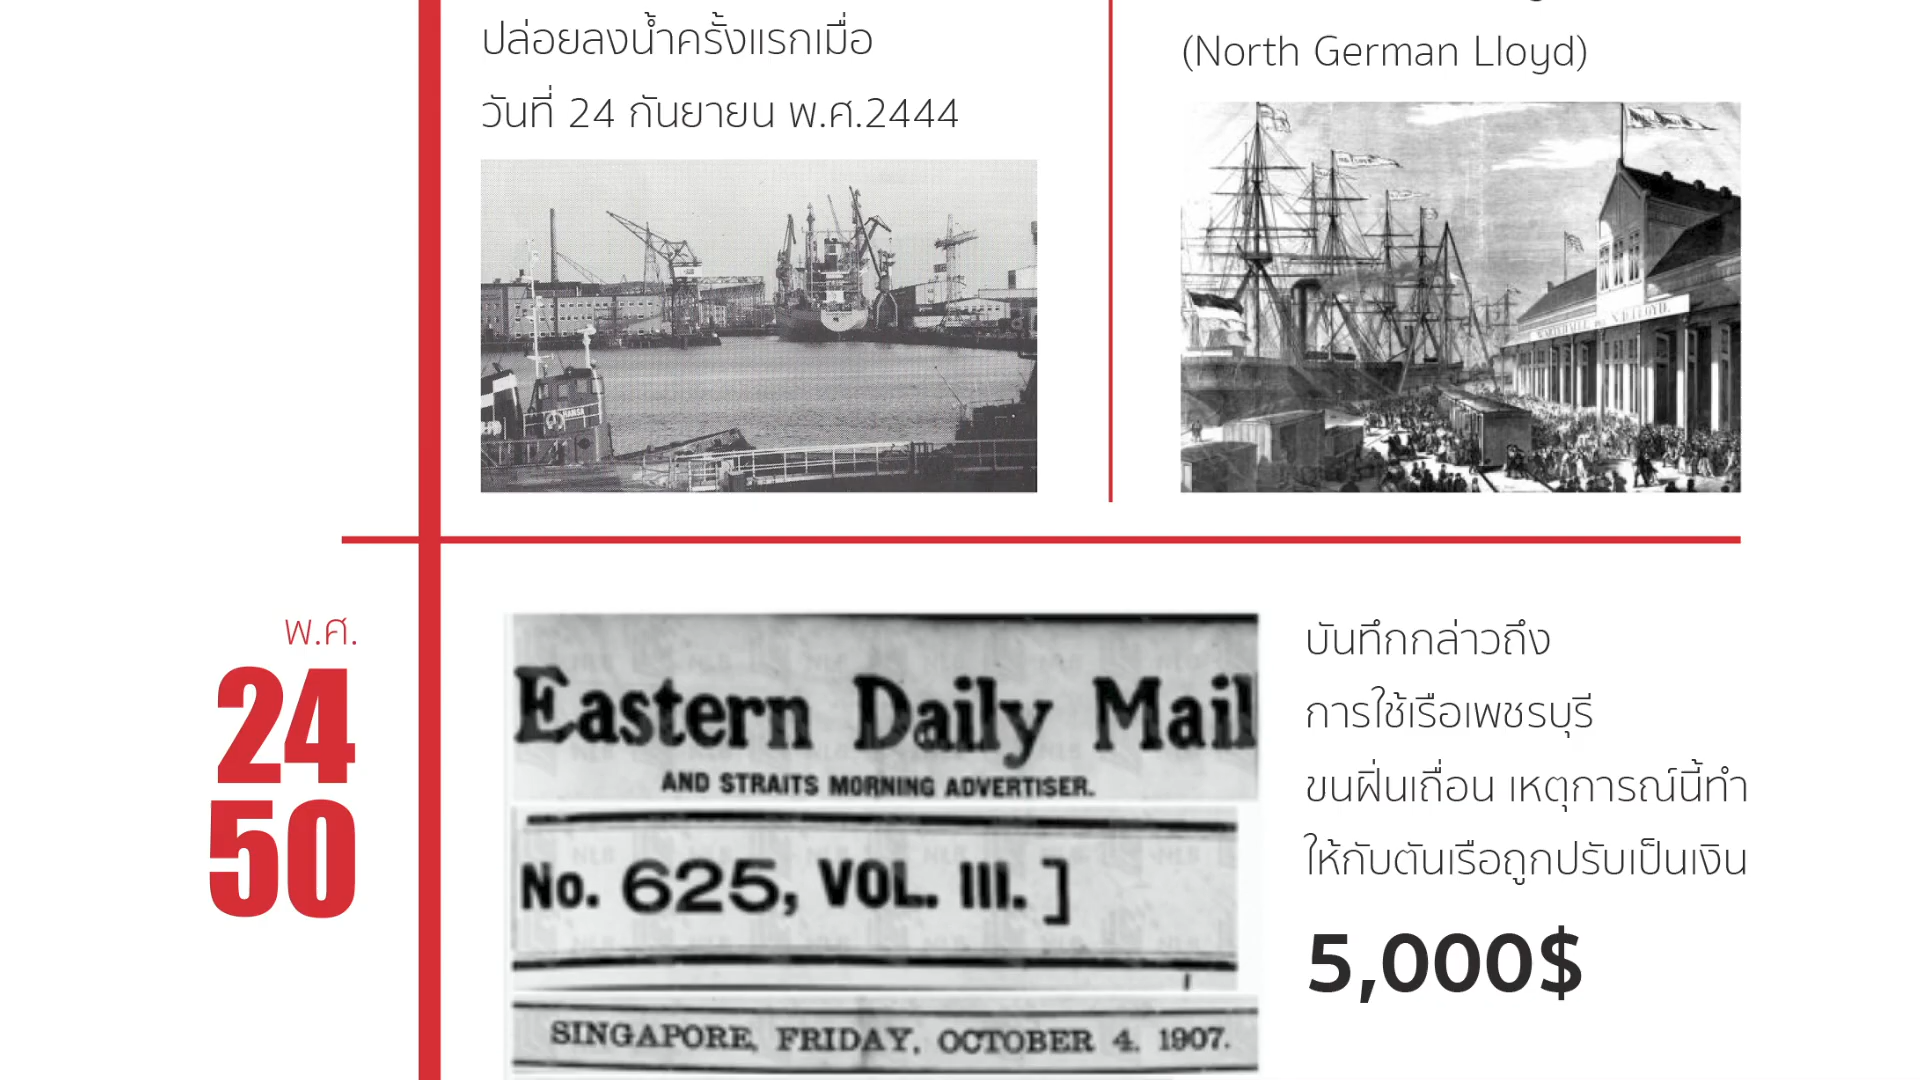 ปล่อยลงน้ำครั้งแรกเมื่อ
วันที่ 24 กันยายน พ.ศ.2444
(North German Lloyd)
HANSA
พ.ศ.
24
50
Eastern Daily Mail
AND STRAITS MORNING ADVERTISER.
No. 625, VOL. III. ]
SINGAPORE, FRIDAY, OCTOBER 4, 1907.
บันทึกกล่าวถึง
การใช้เรือเพชรบุรี
ขนฝิ่นเถื่อน เหตุการณ์นี้ทำ
ให้กับตันเรือถูกปรับเป็นเงิน
5,000$